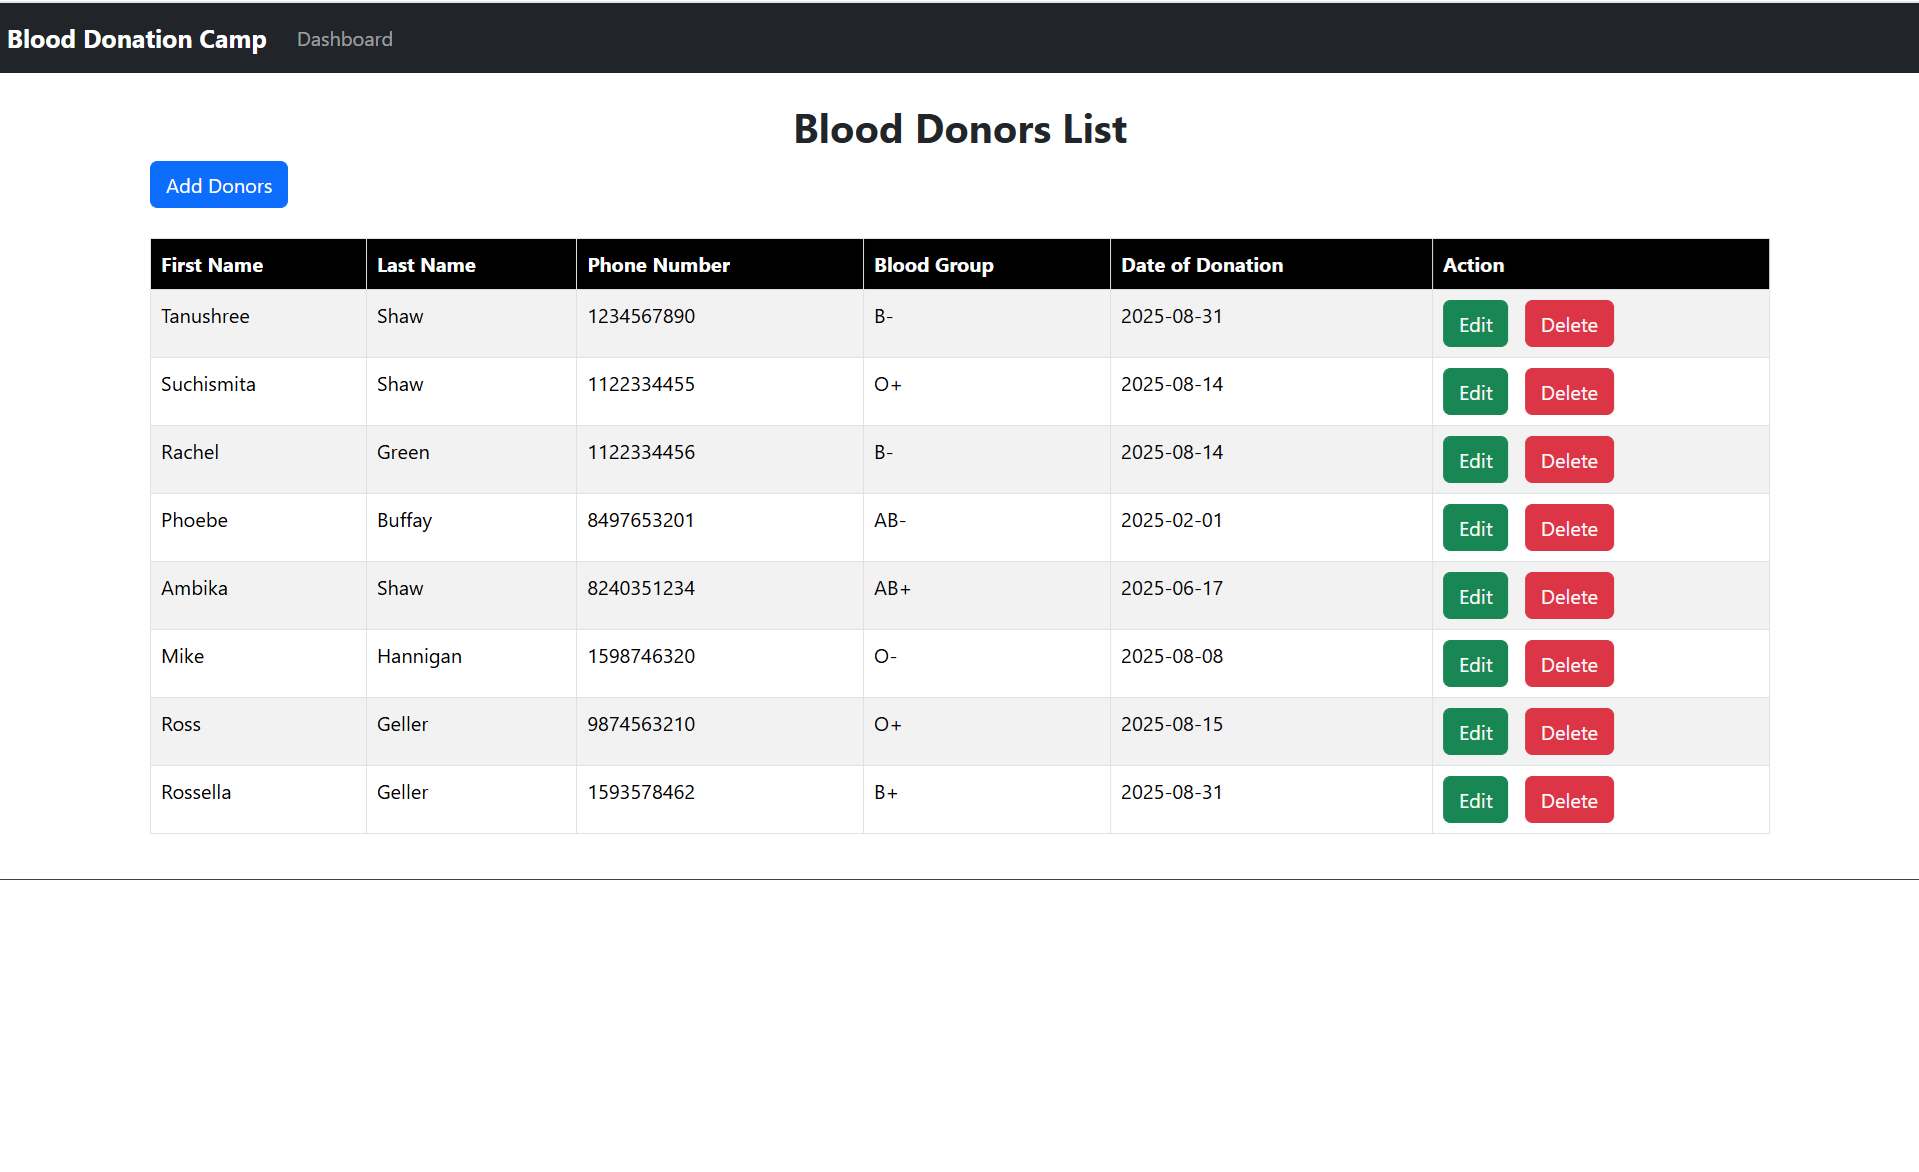 Blood Donation Camp Dashboard
Blood Donors List
Add Donors
First Name Last Name Phone Number Blood Group Date of Donation Action
Tanushree Shaw 1234567890 B- 2025-08-31 Edit Delete
Suchismita Shaw 1122334455 O+ 2025-08-14 Edit Delete
Rachel Green 1122334456 B- 2025-08-14 Edit Delete
Phoebe Buffay 8497653201 AB- 2025-02-01 Edit Delete
Ambika Shaw 8240351234 AB+ 2025-06-17 Edit Delete
Mike Hannigan 1598746320 O- 2025-08-08 Edit Delete
Ross Geller 9874563210 O+ 2025-08-15 Edit Delete
Rossella Geller 1593578462 B+ 2025-08-31 Edit Delete